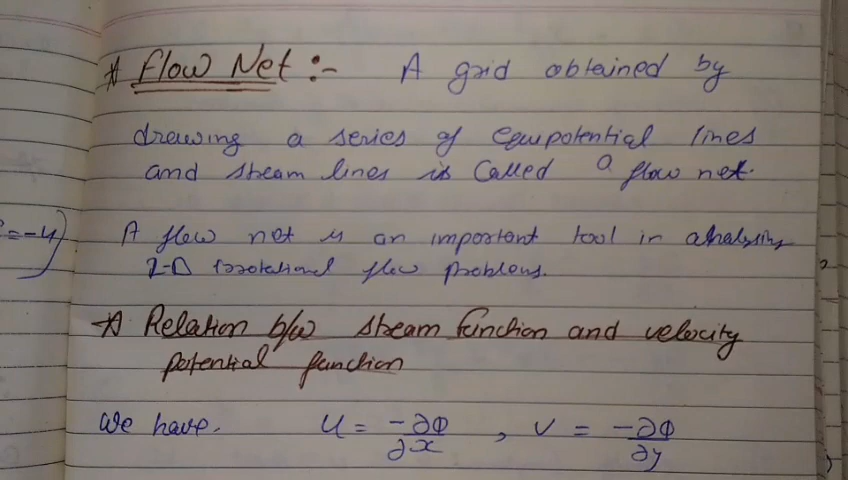 * Flow Net :- A grid obtained by
drawing a series of equipotential lines
and stream lines is called a flow net.
A flow net is an important tool in analysing
2-D irrotational flow problems.
* Relation b/w stream function and velocity
potential function
We have, u = -∂Φ/∂x , v = -∂Φ/∂y